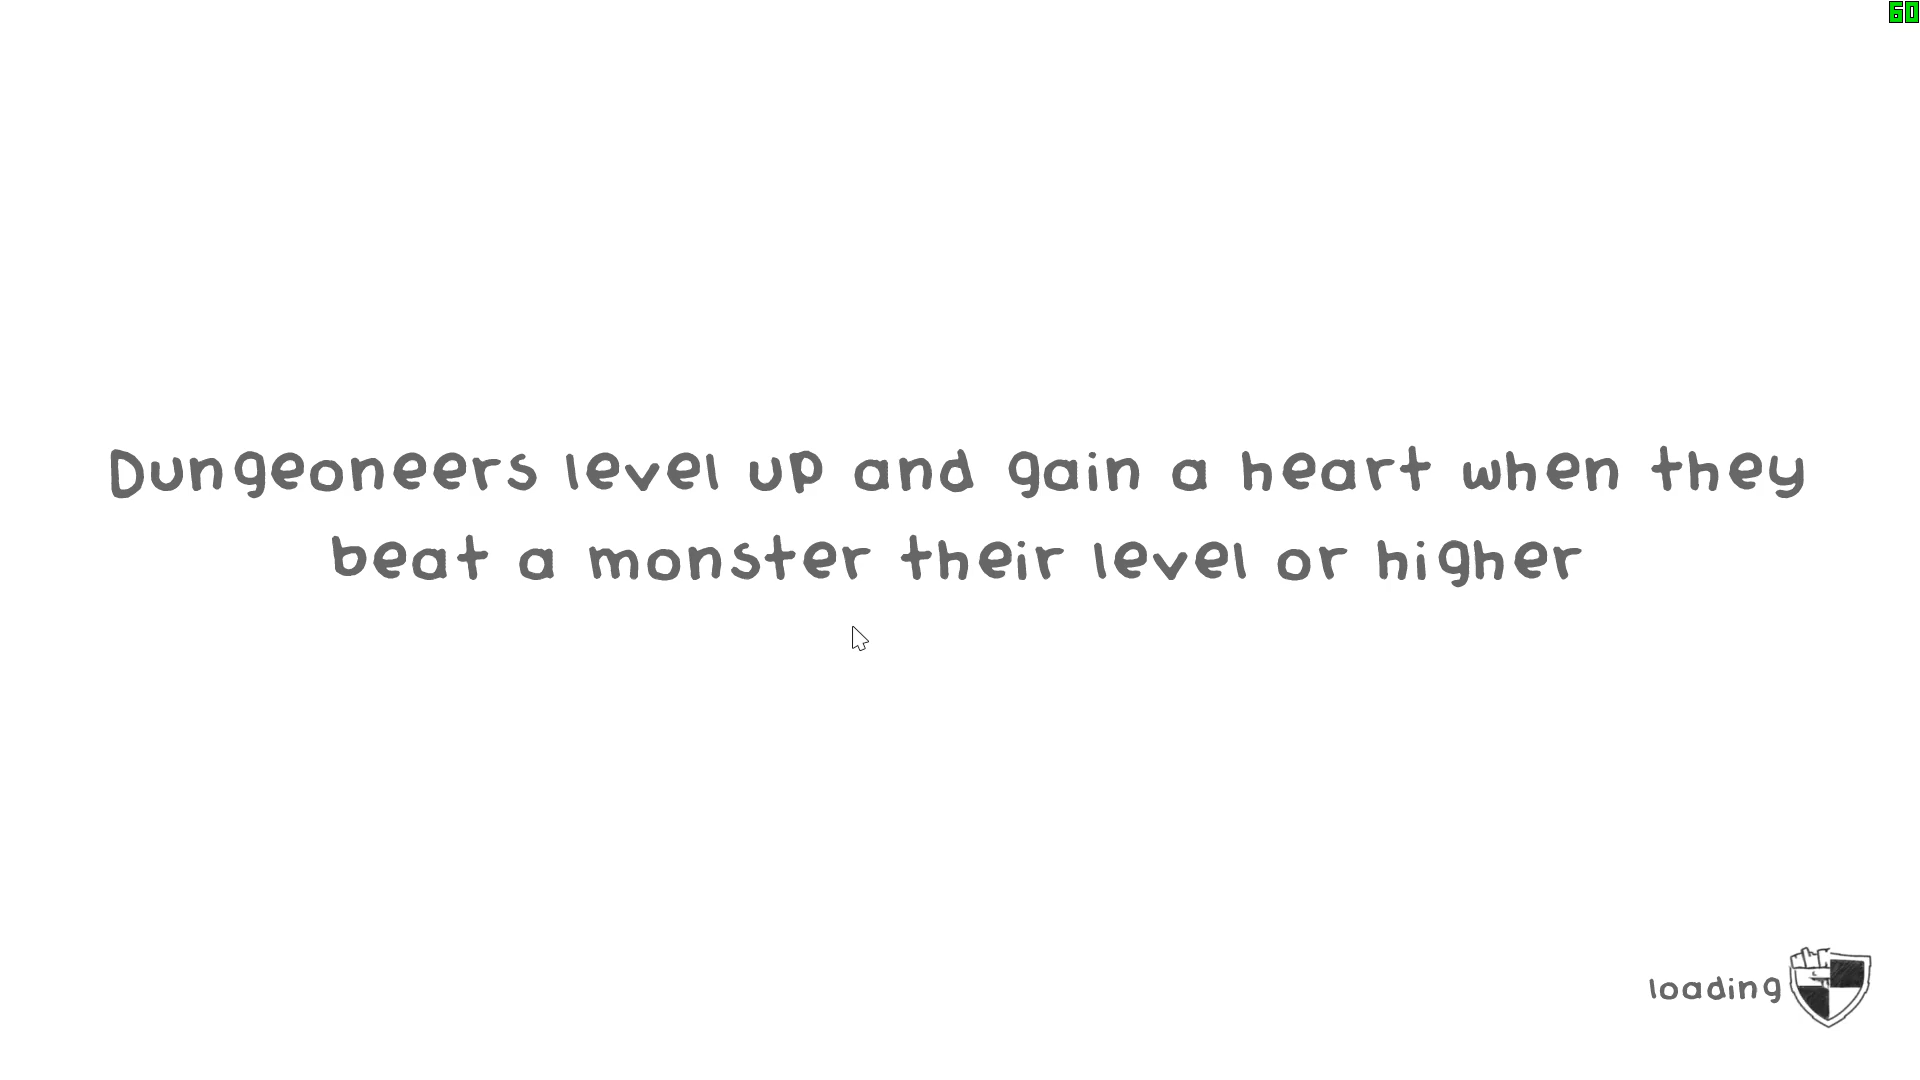 60
Dungeoneers level up and gain a heart when they
beat a monster their level or higher
loading